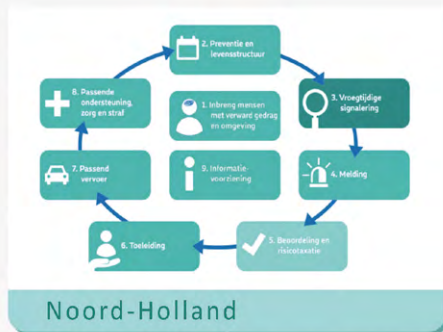 2. Preventie en
levensstructuur
8. Passende
ondersteuning,
zorg en straf
1. Inbreng mensen
met verward gedrag
en omgeving
3. Vroegtijdige
signalering
7. Passend
vervoer
9. Informatie-
voorziening
4. Melding
6. Toeleiding
5. Beoordeling en
risicotaxatie
Noord-Holland